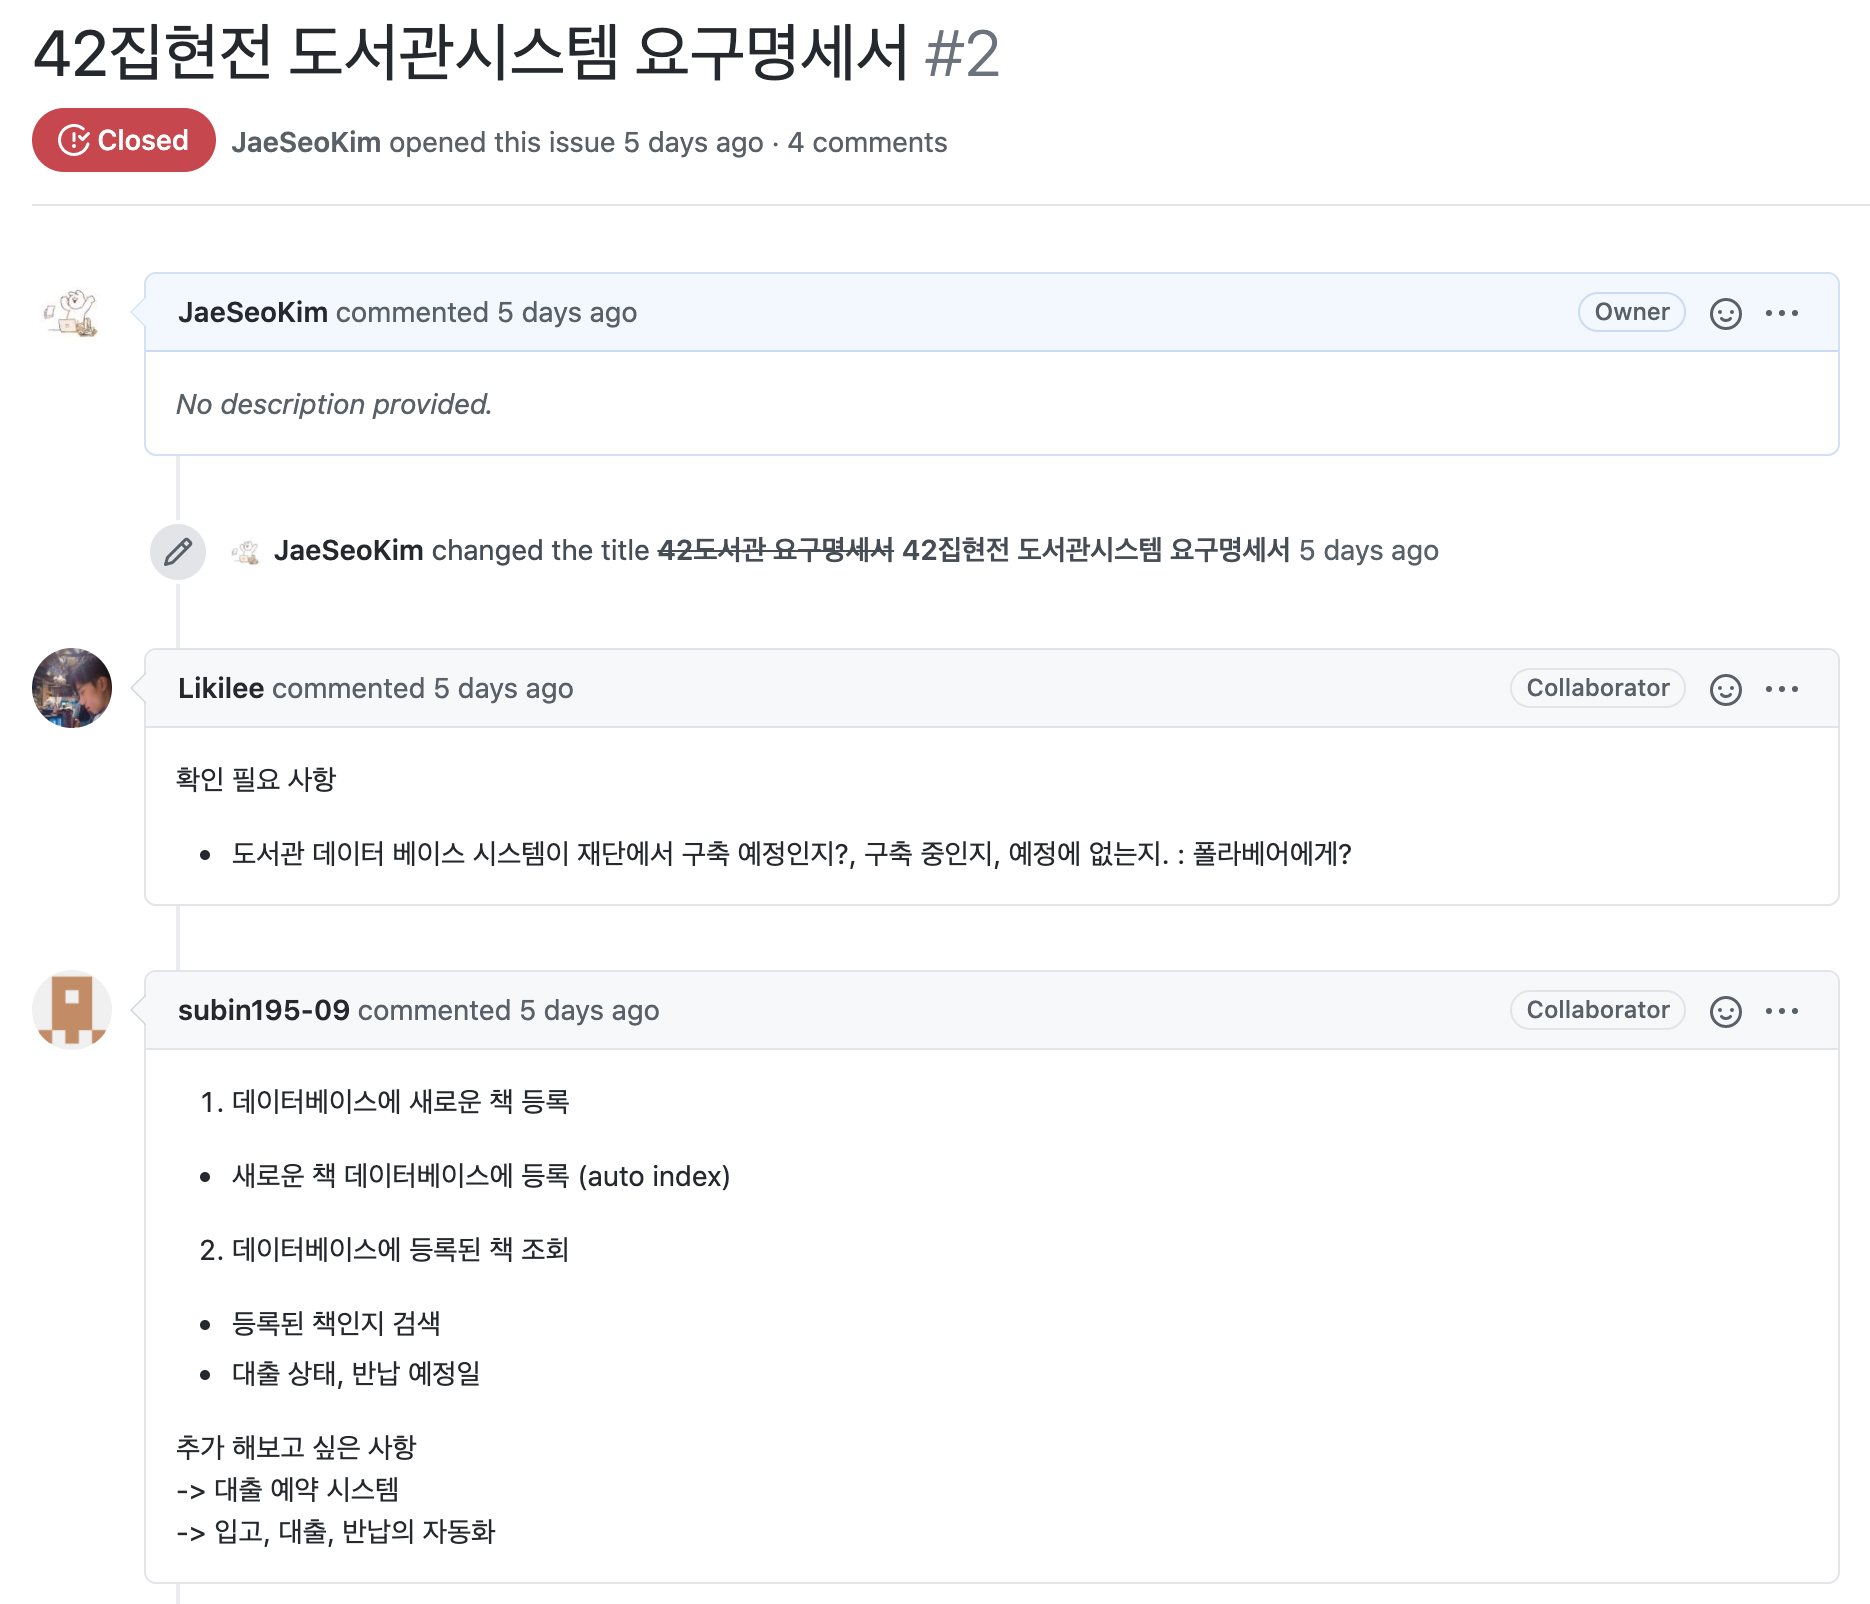 42집현전 도서관시스템 요구명세서 #2
Closed JaeSeoKim opened this issue 5 days ago · 4 comments
JaeSeoKim commented 5 days ago Owner
No description provided.
JaeSeoKim changed the title 42도서관 요구명세서 42집현전 도서관시스템 요구명세서 5 days ago
Likilee commented 5 days ago Collaborator
확인 필요 사항
• 도서관 데이터 베이스 시스템이 재단에서 구축 예정인지?, 구축 중인지, 예정에 없는지. : 폴라베어에게?
subin195-09 commented 5 days ago Collaborator
1. 데이터베이스에 새로운 책 등록
• 새로운 책 데이터베이스에 등록 (auto index)
2. 데이터베이스에 등록된 책 조회
• 등록된 책인지 검색
• 대출 상태, 반납 예정일
추가 해보고 싶은 사항
-> 대출 예약 시스템
-> 입고, 대출, 반납의 자동화